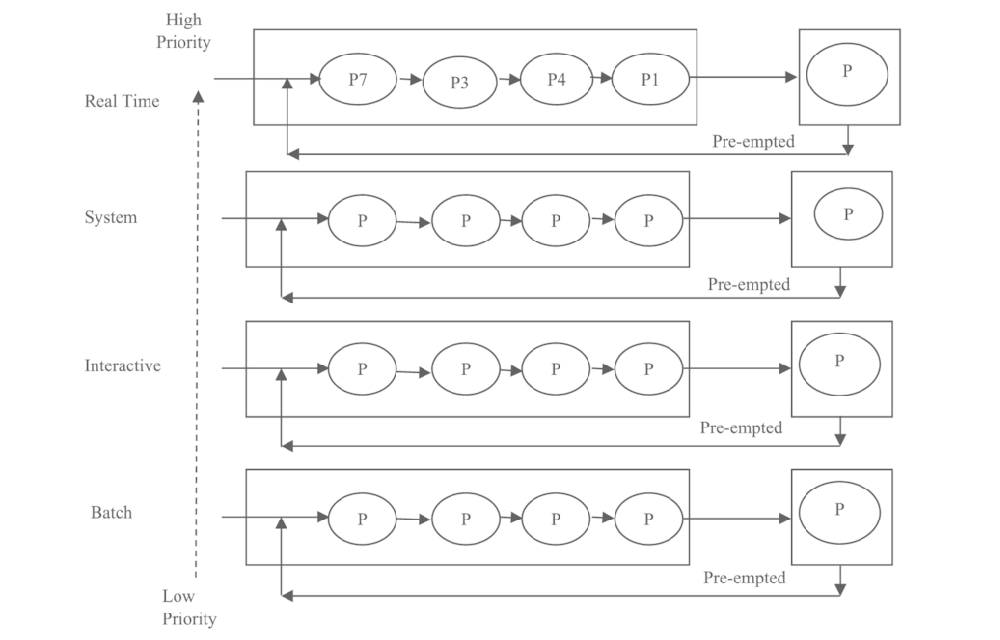 High
Priority
Real Time
P7
P3
P4
P1
P
Pre-empted
System
P
P
P
P
P
Pre-empted
Interactive
P
P
P
P
P
Pre-empted
Batch
P
P
P
P
P
Pre-empted
Low
Priority